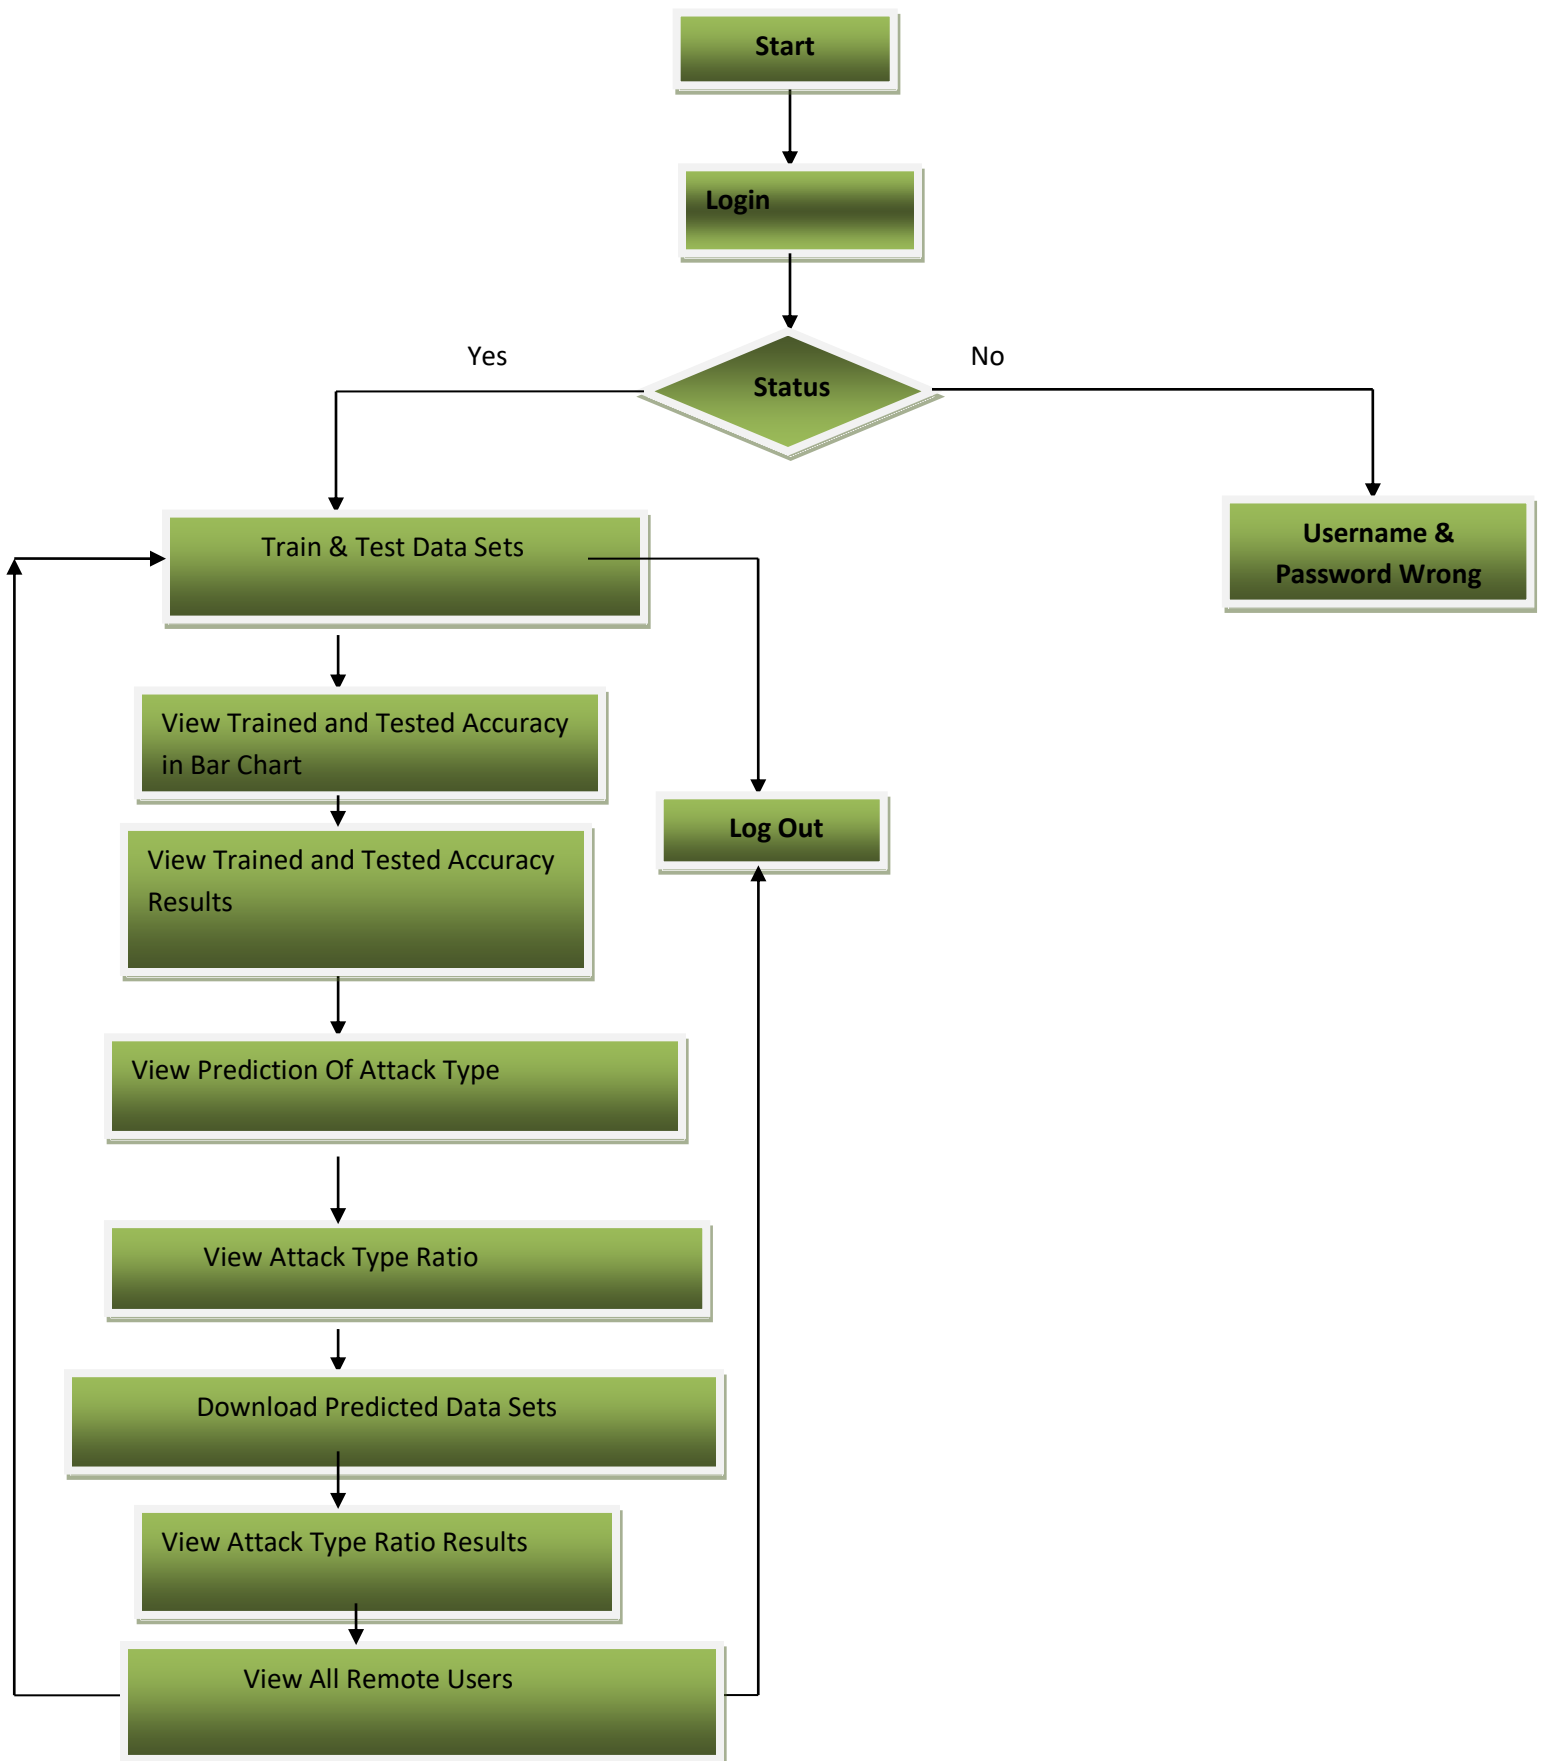 Start
Login
Yes
No
Status
Train & Test Data Sets
Username &
Password Wrong
View Trained and Tested Accuracy
in Bar Chart
Log Out
View Trained and Tested Accuracy
Results
View Prediction Of Attack Type
View Attack Type Ratio
Download Predicted Data Sets
View Attack Type Ratio Results
View All Remote Users